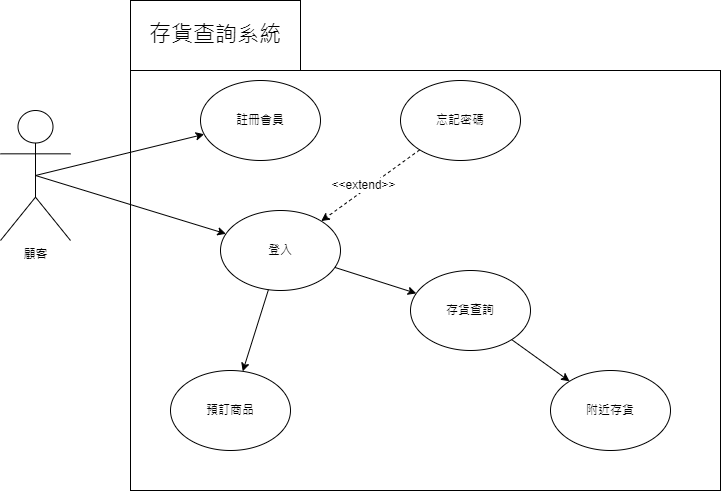 存貨查詢系統
註冊會員
忘記密碼
<<extend>>
顧客
登入
存貨查詢
預訂商品
附近存貨